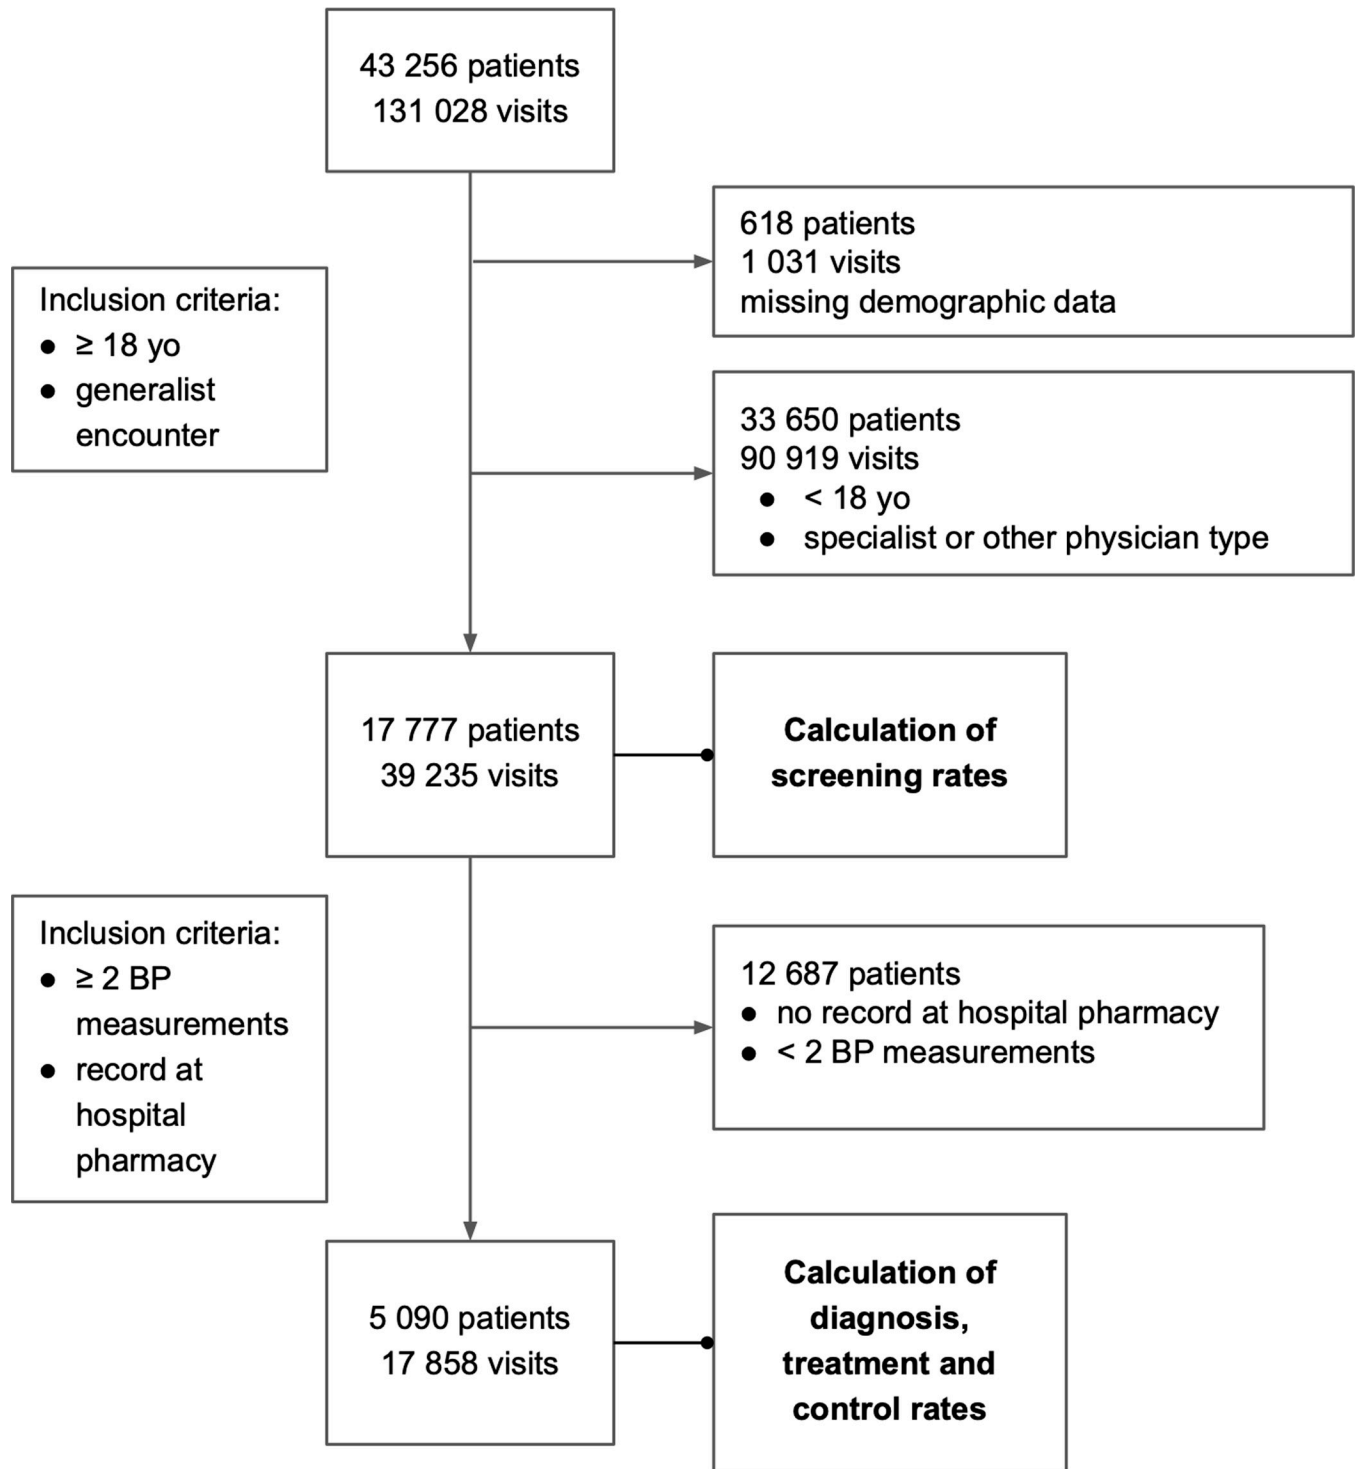 43 256 patients
131 028 visits
618 patients
1 031 visits
missing demographic data
Inclusion criteria:
● ≥ 18 yo
● generalist
encounter
33 650 patients
90 919 visits
● < 18 yo
● specialist or other physician type
17 777 patients
39 235 visits
Calculation of
screening rates
Inclusion criteria:
● ≥ 2 BP
measurements
● record at
hospital
pharmacy
12 687 patients
● no record at hospital pharmacy
● < 2 BP measurements
5 090 patients
17 858 visits
Calculation of
diagnosis,
treatment and
control rates